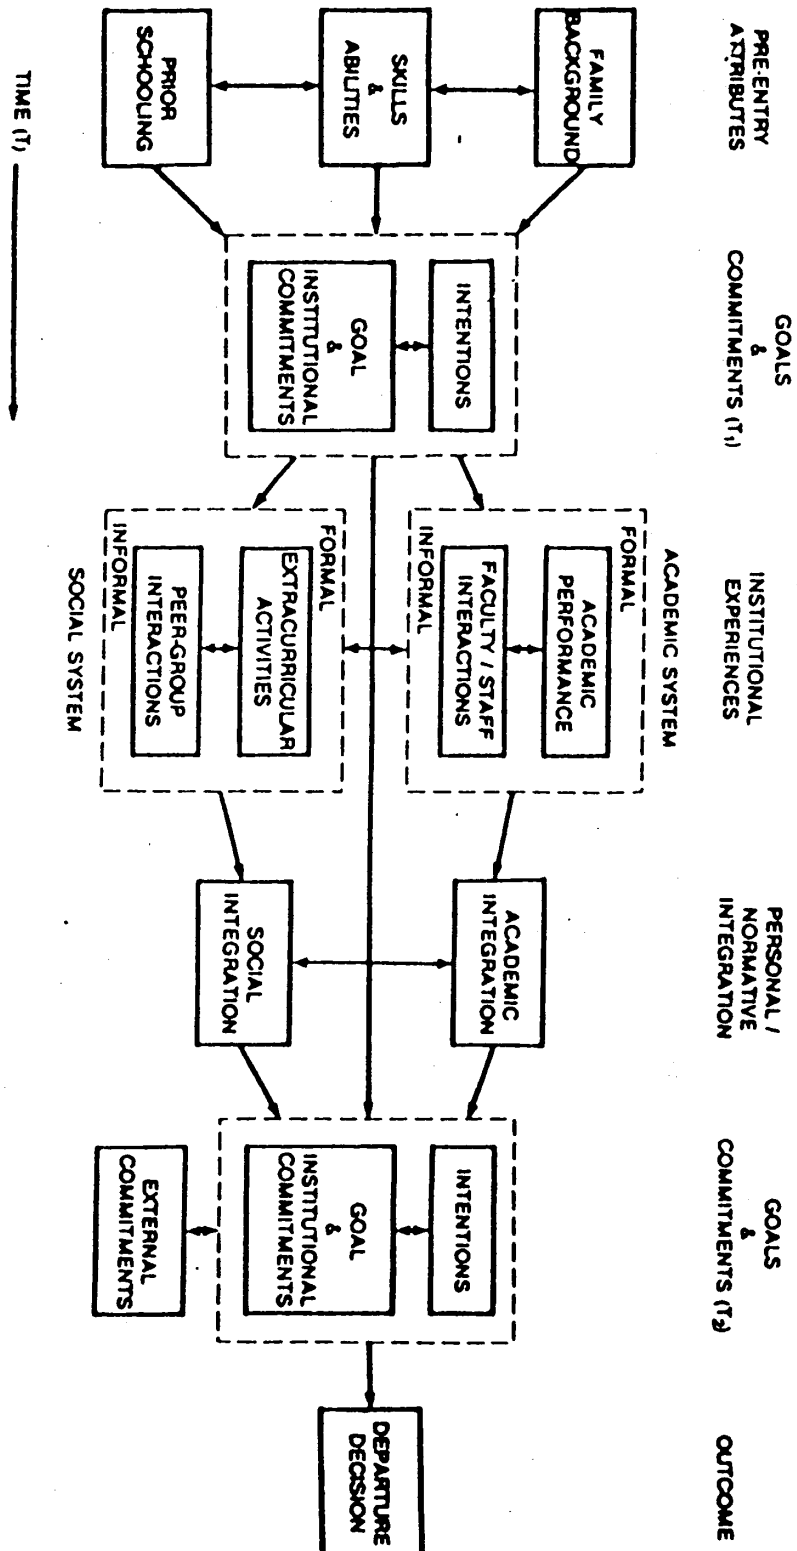 PRE-ENTRY
ATTRIBUTES
GOALS
&
COMMITMENTS (T1)
INSTITUTIONAL
EXPERIENCES
PERSONAL /
NORMATIVE
INTEGRATION
GOALS
&
COMMITMENTS (T2)
OUTCOME
FAMILY
BACKGROUND
SKILLS
&
ABILITIES
PRIOR
SCHOOLING
INTENTIONS
GOAL
&
INSTITUTIONAL
COMMITMENTS
ACADEMIC SYSTEM
FORMAL
ACADEMIC
PERFORMANCE
FACULTY / STAFF
INTERACTIONS
INFORMAL
FORMAL
EXTRACURRICULAR
ACTIVITIES
PEER-GROUP
INTERACTIONS
INFORMAL
SOCIAL SYSTEM
ACADEMIC
INTEGRATION
SOCIAL
INTEGRATION
INTENTIONS
GOAL
&
INSTITUTIONAL
COMMITMENTS
EXTERNAL
COMMITMENTS
DEPARTURE
DECISION
TIME (T)